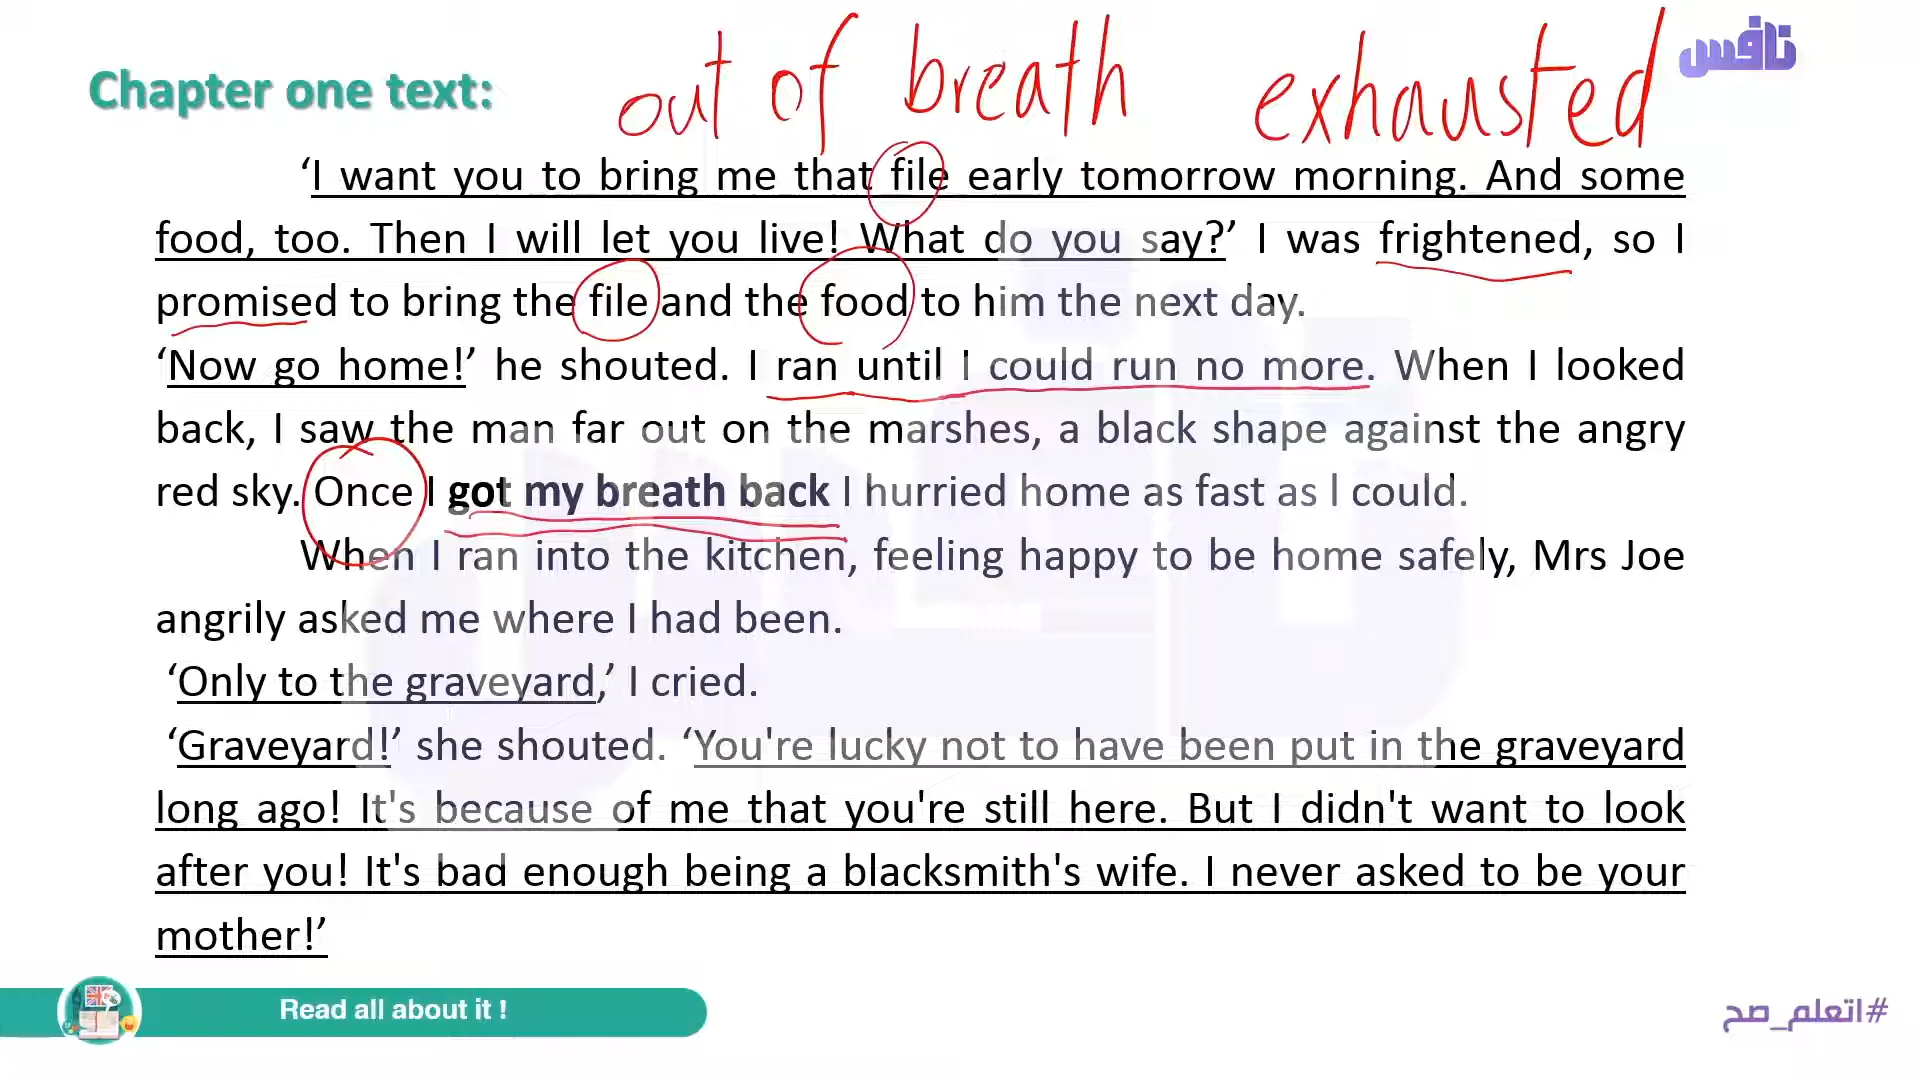 out of breath exhausted
نافس
Chapter one text:
‘I want you to bring me that file early tomorrow morning. And some
food, too. Then I will let you live! What do you say?’ I was frightened, so I
promised to bring the file and the food to him the next day.
‘Now go home!’ he shouted. I ran until I could run no more. When I looked
back, I saw the man far out on the marshes, a black shape against the angry
red sky. Once I got my breath back I hurried home as fast as I could.
When I ran into the kitchen, feeling happy to be home safely, Mrs Joe
angrily asked me where I had been.
‘Only to the graveyard,’ I cried.
‘Graveyard!’ she shouted. ‘You're lucky not to have been put in the graveyard
long ago! It's because of me that you're still here. But I didn't want to look
after you! It's bad enough being a blacksmith's wife. I never asked to be your
mother!’
Read all about it !
#اتعلم_صح